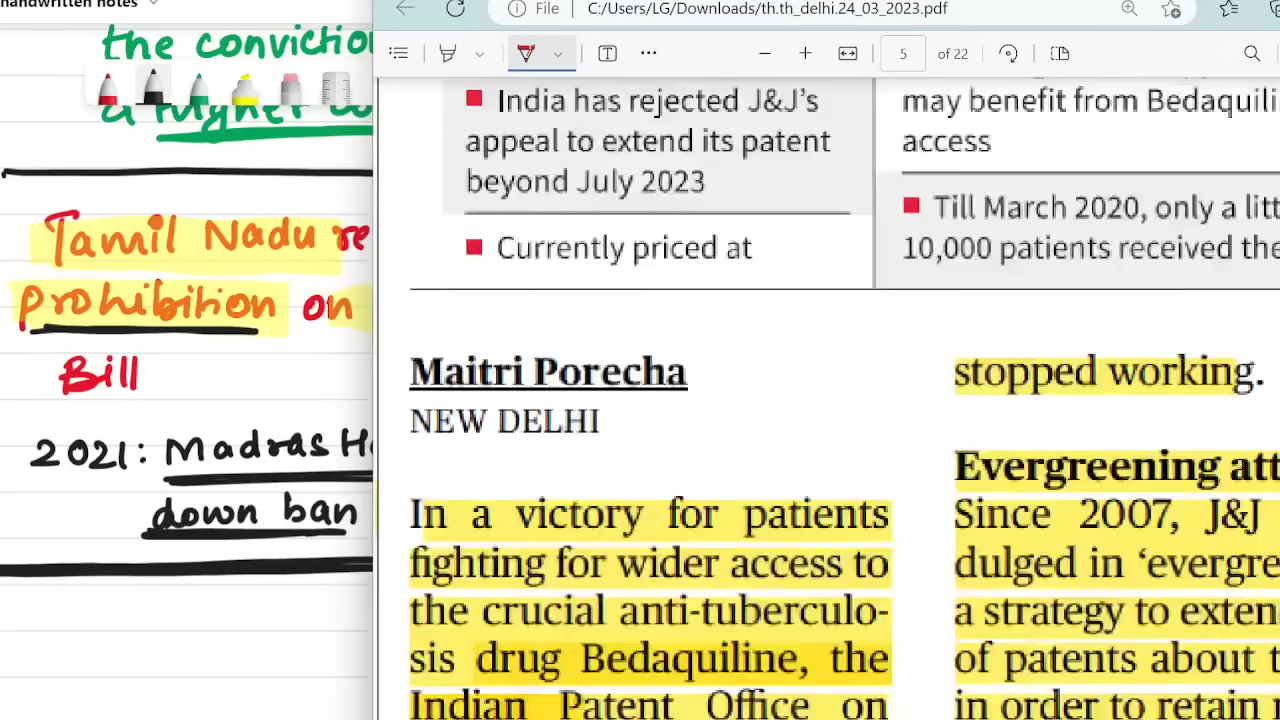 handwritten notes
the conviction
a higher
Tamil Nadu re
prohibition on
Bill
2021: Madras H
down ban
File C:/Users/LG/Downloads/th.th_delhi.24_03_2023.pdf
5 of 22
India has rejected J&J's
appeal to extend its patent
beyond July 2023
Currently priced at
may benefit from Bedaquili
access
Till March 2020, only a litt
10,000 patients received the
Maitri Porecha
NEW DELHI
In a victory for patients
fighting for wider access to
the crucial anti-tuberculo-
sis drug Bedaquiline, the
Indian Patent Office on
stopped working.
Evergreening att
Since 2007, J&J
dulged in ‘evergre
a strategy to exten
of patents about t
in order to retain